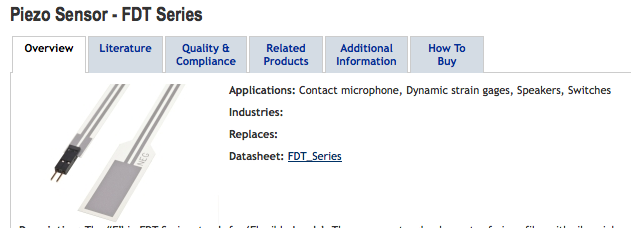 Piezo Sensor - FDT Series
Overview
Literature
Quality &
Compliance
Related
Products
Additional
Information
How To
Buy
Applications: Contact microphone, Dynamic strain gages, Speakers, Switches
Industries:
Replaces:
Datasheet: FDT_Series
NEG